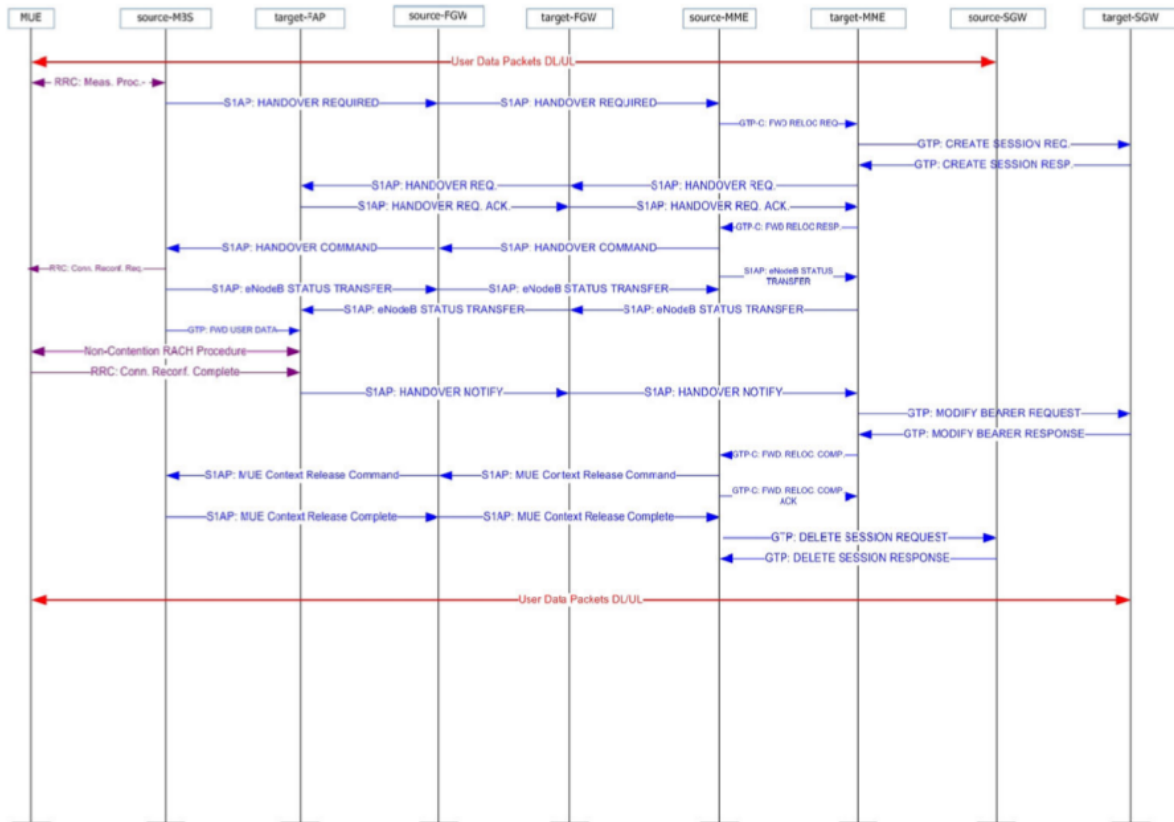 MUE source-MBS target-FAP source-FGW target-FGW source-MME target-MME source-SGW target-SGW
User Data Packets DL/UL
RRC: Meas. Proc.-
S1AP: HANDOVER REQUIRED S1AP: HANDOVER REQUIRED
GTP-C: FWD RELOC REQ
GTP: CREATE SESSION REQ.
GTP: CREATE SESSION RESP.
S1AP: HANDOVER REQ. S1AP: HANDOVER REQ.
S1AP: HANDOVER REQ. ACK. S1AP: HANDOVER REQ. ACK.
GTP-C: FWD RELOC RESP.
S1AP: HANDOVER COMMAND S1AP: HANDOVER COMMAND
RRC: Conn. Reconf. Req.
S1AP: eNodeB STATUS
TRANSFER
S1AP: eNodeB STATUS TRANSFER S1AP: eNodeB STATUS TRANSFER
S1AP: eNodeB STATUS TRANSFER S1AP: eNodeB STATUS TRANSFER
GTP: FWD USER DATA
Non-Contention RACH Procedure
RRC: Conn. Reconf. Complete
S1AP: HANDOVER NOTIFY S1AP: HANDOVER NOTIFY
GTP: MODIFY BEARER REQUEST
GTP: MODIFY BEARER RESPONSE
GTP-C: FWD. RELOC. COMP.
S1AP: MUE Context Release Command S1AP: MUE Context Release Command
GTP-C: FWD. RELOC. COMP.
ACK
S1AP: MUE Context Release Complete S1AP: MUE Context Release Complete
GTP: DELETE SESSION REQUEST
GTP: DELETE SESSION RESPONSE
User Data Packets DL/UL